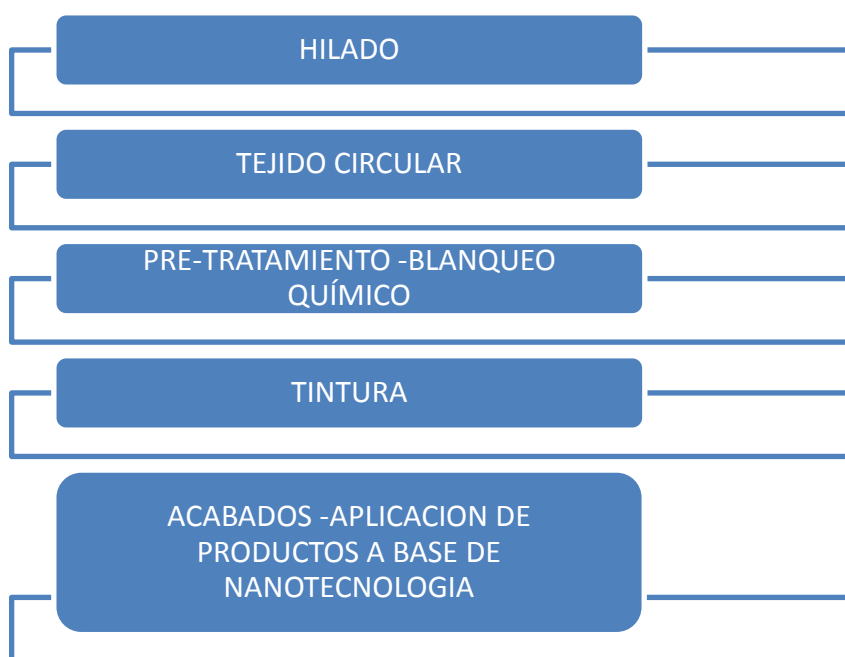 HILADO
TEJIDO CIRCULAR
PRE-TRATAMIENTO -BLANQUEO
QUÍMICO
TINTURA
ACABADOS -APLICACION DE
PRODUCTOS A BASE DE
NANOTECNOLOGIA